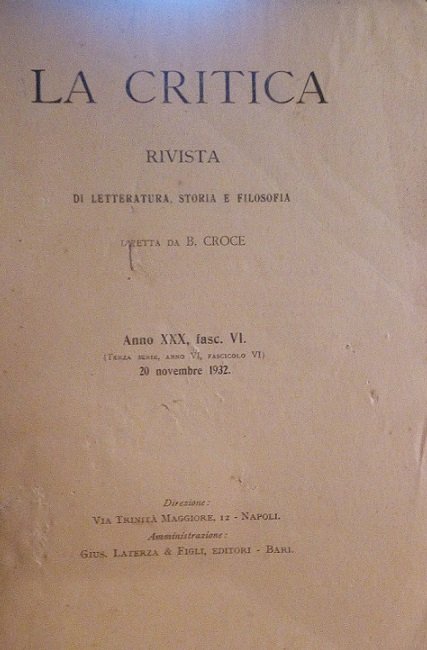 LA CRITICA
RIVISTA
DI LETTERATURA, STORIA E FILOSOFIA
DIRETTA DA B. CROCE
Anno XXX, fasc. VI.
(TERZA SERIE, ANNO VI, FASCICOLO VI)
20 novembre 1932.
Direzione:
VIA TRINITÀ MAGGIORE, 12 - NAPOLI.
Amministrazione:
GIUS. LATERZA & FIGLI, EDITORI - BARI.